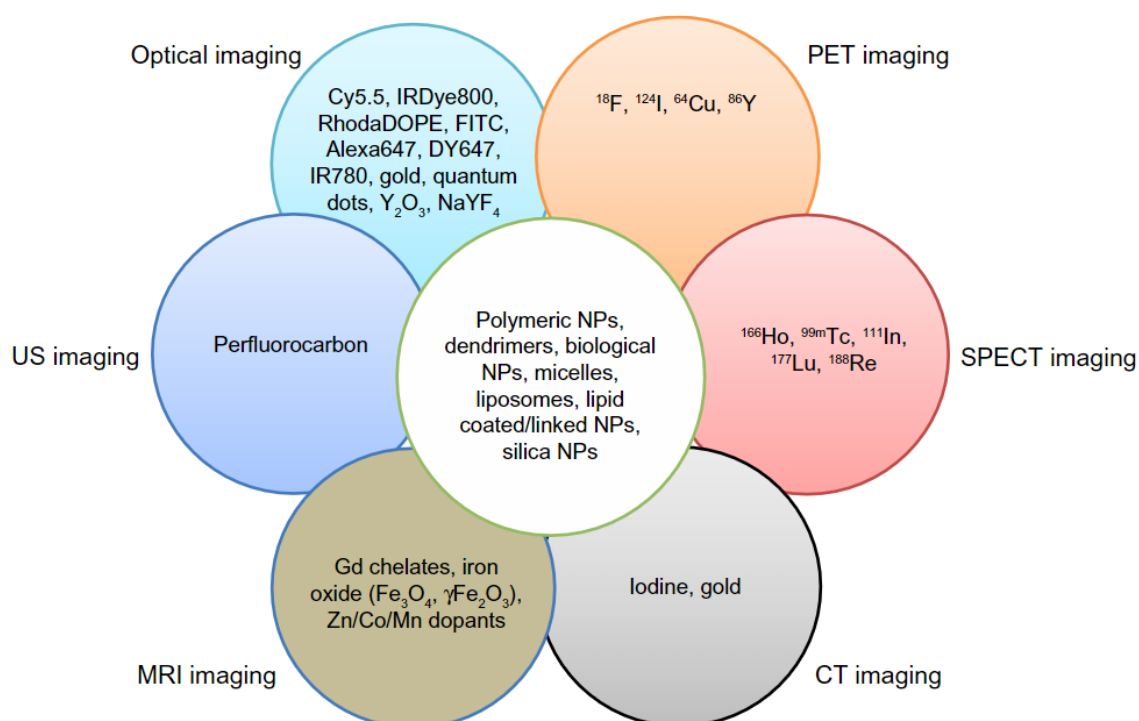 Optical imaging
PET imaging
Cy5.5, IRDye800,
RhodaDOPE, FITC,
Alexa647, DY647,
IR780, gold, quantum
dots, Y₂O₃, NaYF₄
¹⁸F, ¹²⁴I, ⁶⁴Cu, ⁸⁶Y
US imaging
Perfluorocarbon
Polymeric NPs,
dendrimers, biological
NPs, micelles,
liposomes, lipid
coated/linked NPs,
silica NPs
¹⁶⁶Ho, ⁹⁹ᵐTc, ¹¹¹In,
¹⁷⁷Lu, ¹⁸⁸Re
SPECT imaging
Gd chelates, iron
oxide (Fe₃O₄, γFe₂O₃),
Zn/Co/Mn dopants
Iodine, gold
MRI imaging
CT imaging